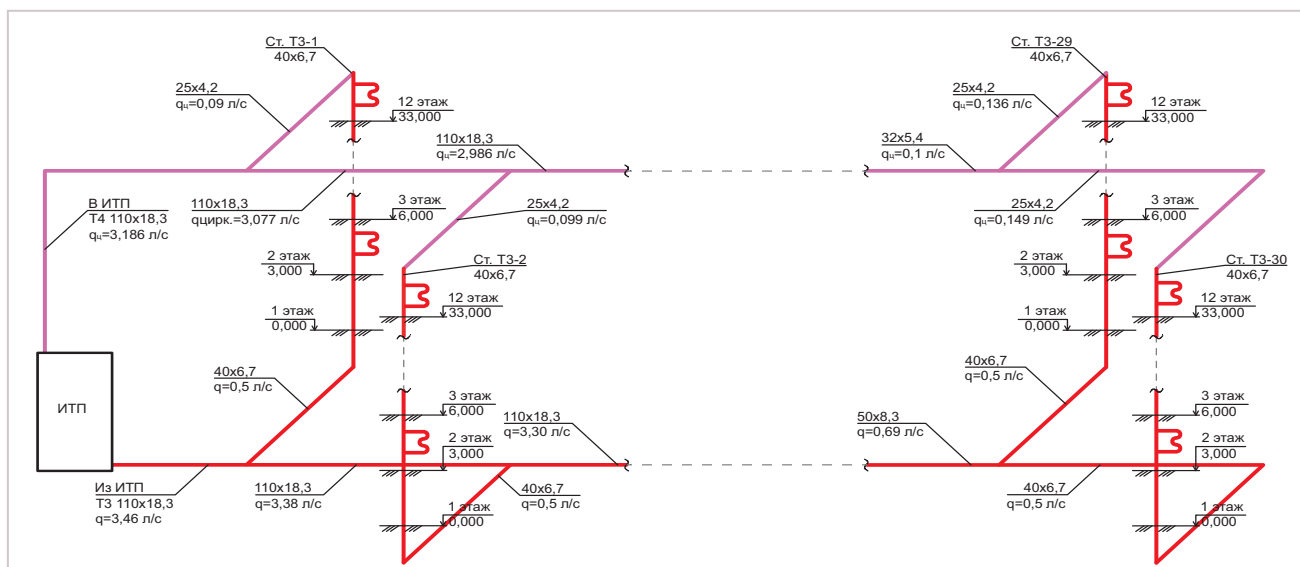 Ст. Т3-1
40х6,7
25х4,2
qц=0,09 л/с
12 этаж
33,000
110х18,3
qц=2,986 л/с
В ИТП
Т4 110х18,3
qц=3,186 л/с
110х18,3
qцирк.=3,077 л/с
3 этаж
6,000
25х4,2
qц=0,099 л/с
2 этаж
3,000
Ст. Т3-2
40х6,7
1 этаж
0,000
12 этаж
33,000
ИТП
40х6,7
q=0,5 л/с
3 этаж
6,000
110х18,3
q=3,30 л/с
2 этаж
3,000
Из ИТП
Т3 110х18,3
q=3,46 л/с
110х18,3
q=3,38 л/с
40х6,7
q=0,5 л/с
1 этаж
0,000
Ст. Т3-29
40х6,7
25х4,2
qц=0,136 л/с
12 этаж
33,000
32х5,4
qц=0,1 л/с
25х4,2
qц=0,149 л/с
3 этаж
6,000
2 этаж
3,000
Ст. Т3-30
40х6,7
1 этаж
0,000
12 этаж
33,000
40х6,7
q=0,5 л/с
3 этаж
6,000
50х8,3
q=0,69 л/с
2 этаж
3,000
40х6,7
q=0,5 л/с
1 этаж
0,000